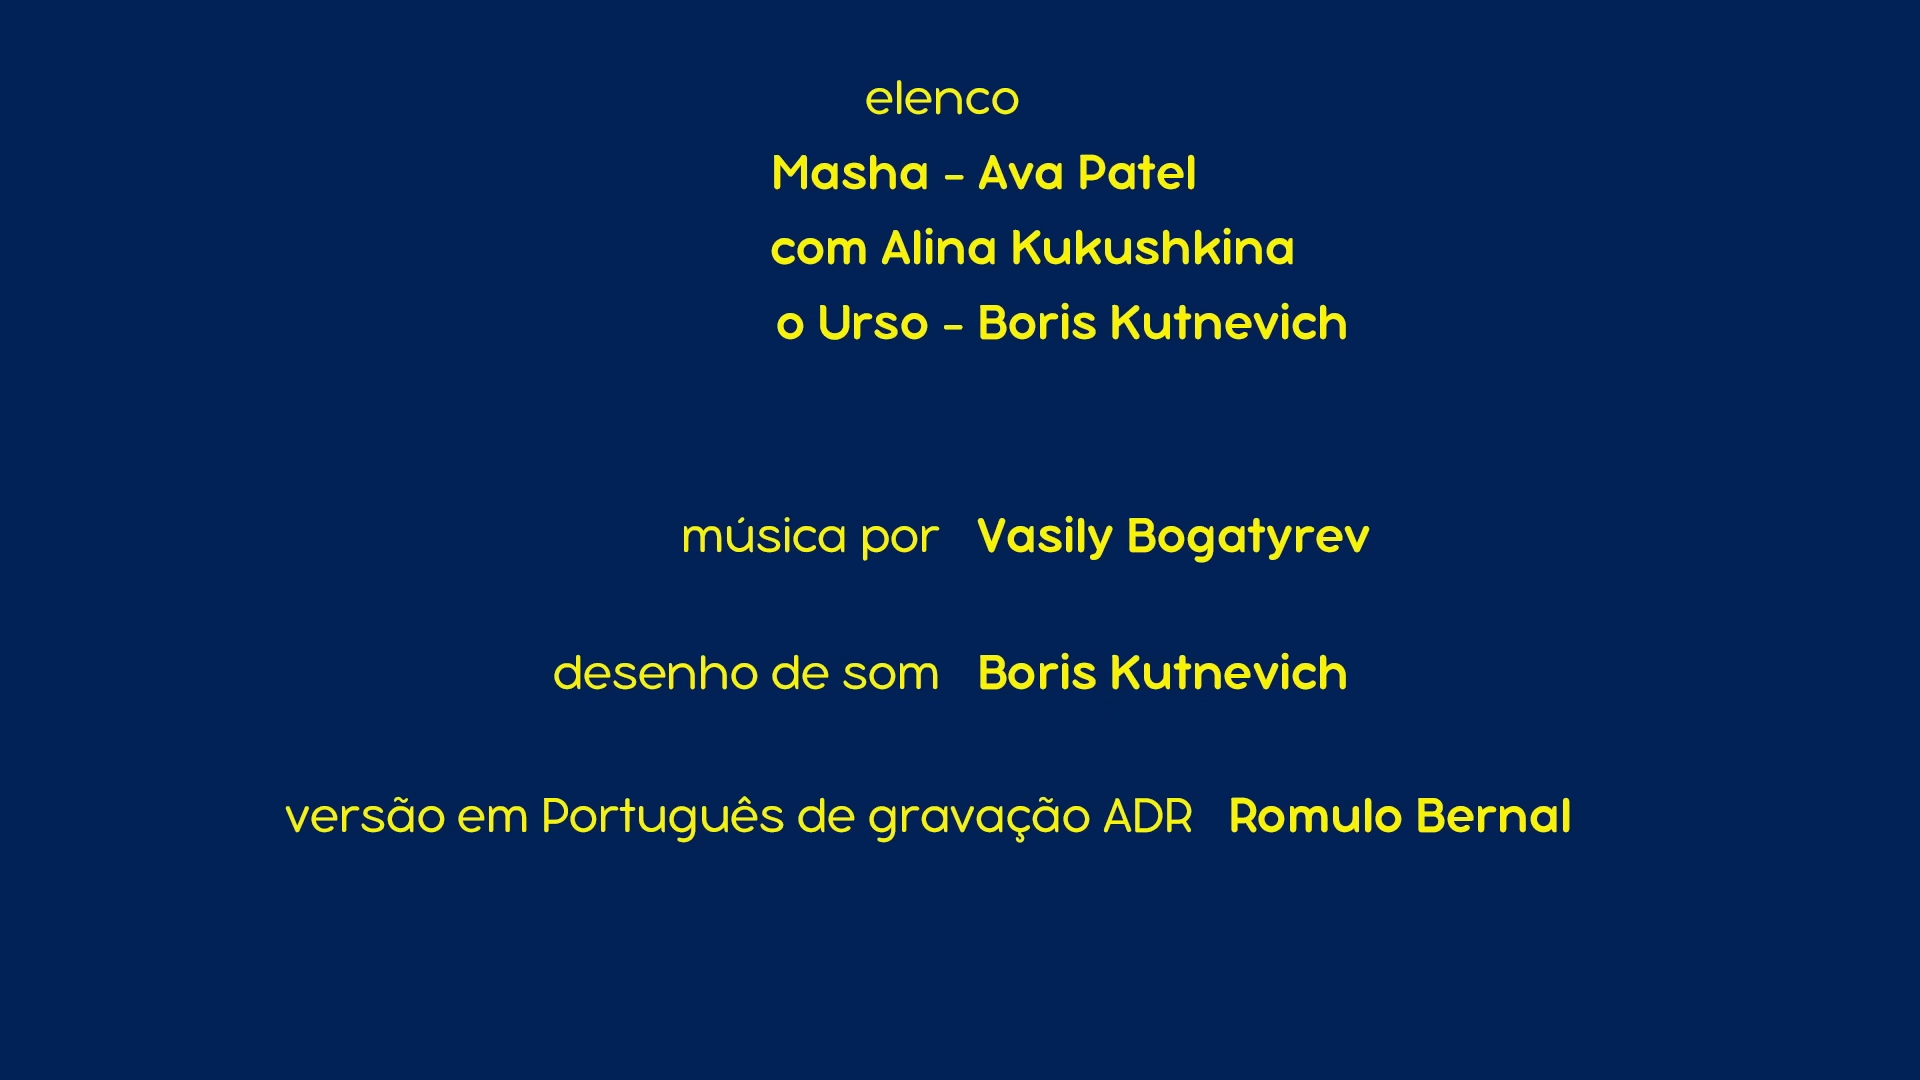 elenco
Masha - Ava Patel
com Alina Kukushkina
o Urso - Boris Kutnevich
música por Vasily Bogatyrev
desenho de som Boris Kutnevich
versão em Português de gravação ADR Romulo Bernal